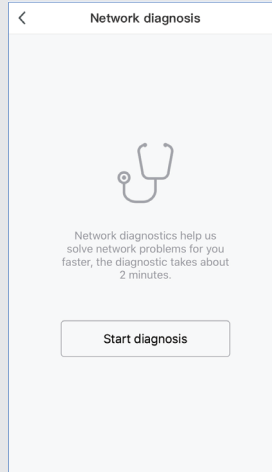 Network diagnosis
Network diagnostics help us
solve network problems for you
faster, the diagnostic takes about
2 minutes.
Start diagnosis